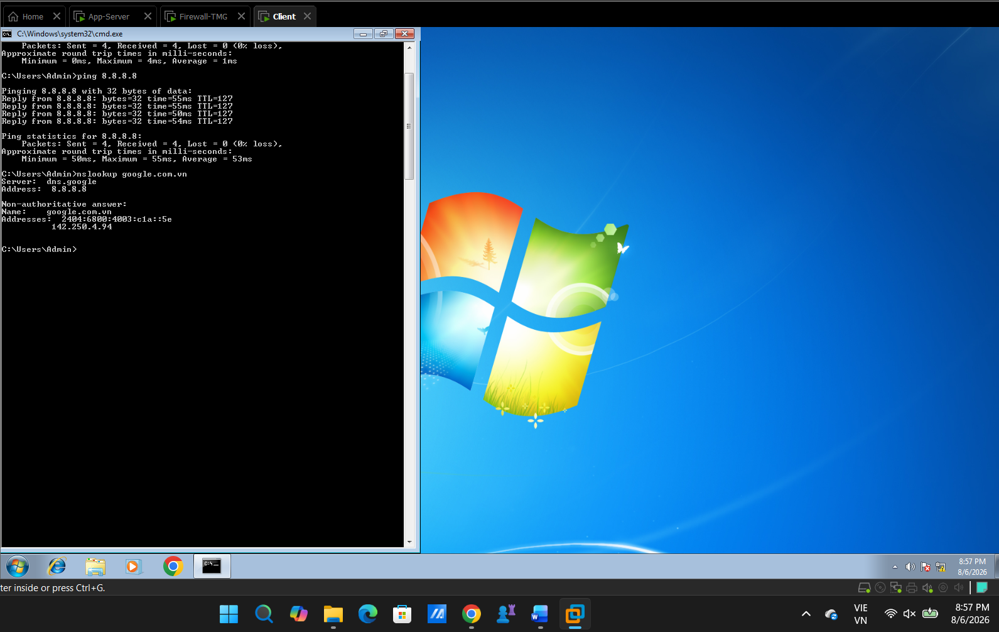 Home
App-Server
Firewall-TMG
Client
C:\Windows\system32\cmd.exe
Packets: Sent = 4, Received = 4, Lost = 0 (0% loss),
Approximate round trip times in milli-seconds:
Minimum = 0ms, Maximum = 4ms, Average = 1ms
C:\Users\Admin>ping 8.8.8.8
Pinging 8.8.8.8 with 32 bytes of data:
Reply from 8.8.8.8: bytes=32 time=55ms TTL=127
Reply from 8.8.8.8: bytes=32 time=55ms TTL=127
Reply from 8.8.8.8: bytes=32 time=50ms TTL=127
Reply from 8.8.8.8: bytes=32 time=54ms TTL=127
Ping statistics for 8.8.8.8:
Packets: Sent = 4, Received = 4, Lost = 0 (0% loss),
Approximate round trip times in milli-seconds:
Minimum = 50ms, Maximum = 55ms, Average = 53ms
C:\Users\Admin>nslookup google.com.vn
Server:  dns.google
Address:  8.8.8.8
Non-authoritative answer:
Name:    google.com.vn
Addresses:  2404:6800:4003:c1a::5e
142.250.4.94
C:\Users\Admin>
8:57 PM
8/6/2026
ter inside or press Ctrl+G.
VIE
VN
8:57 PM
8/6/2026